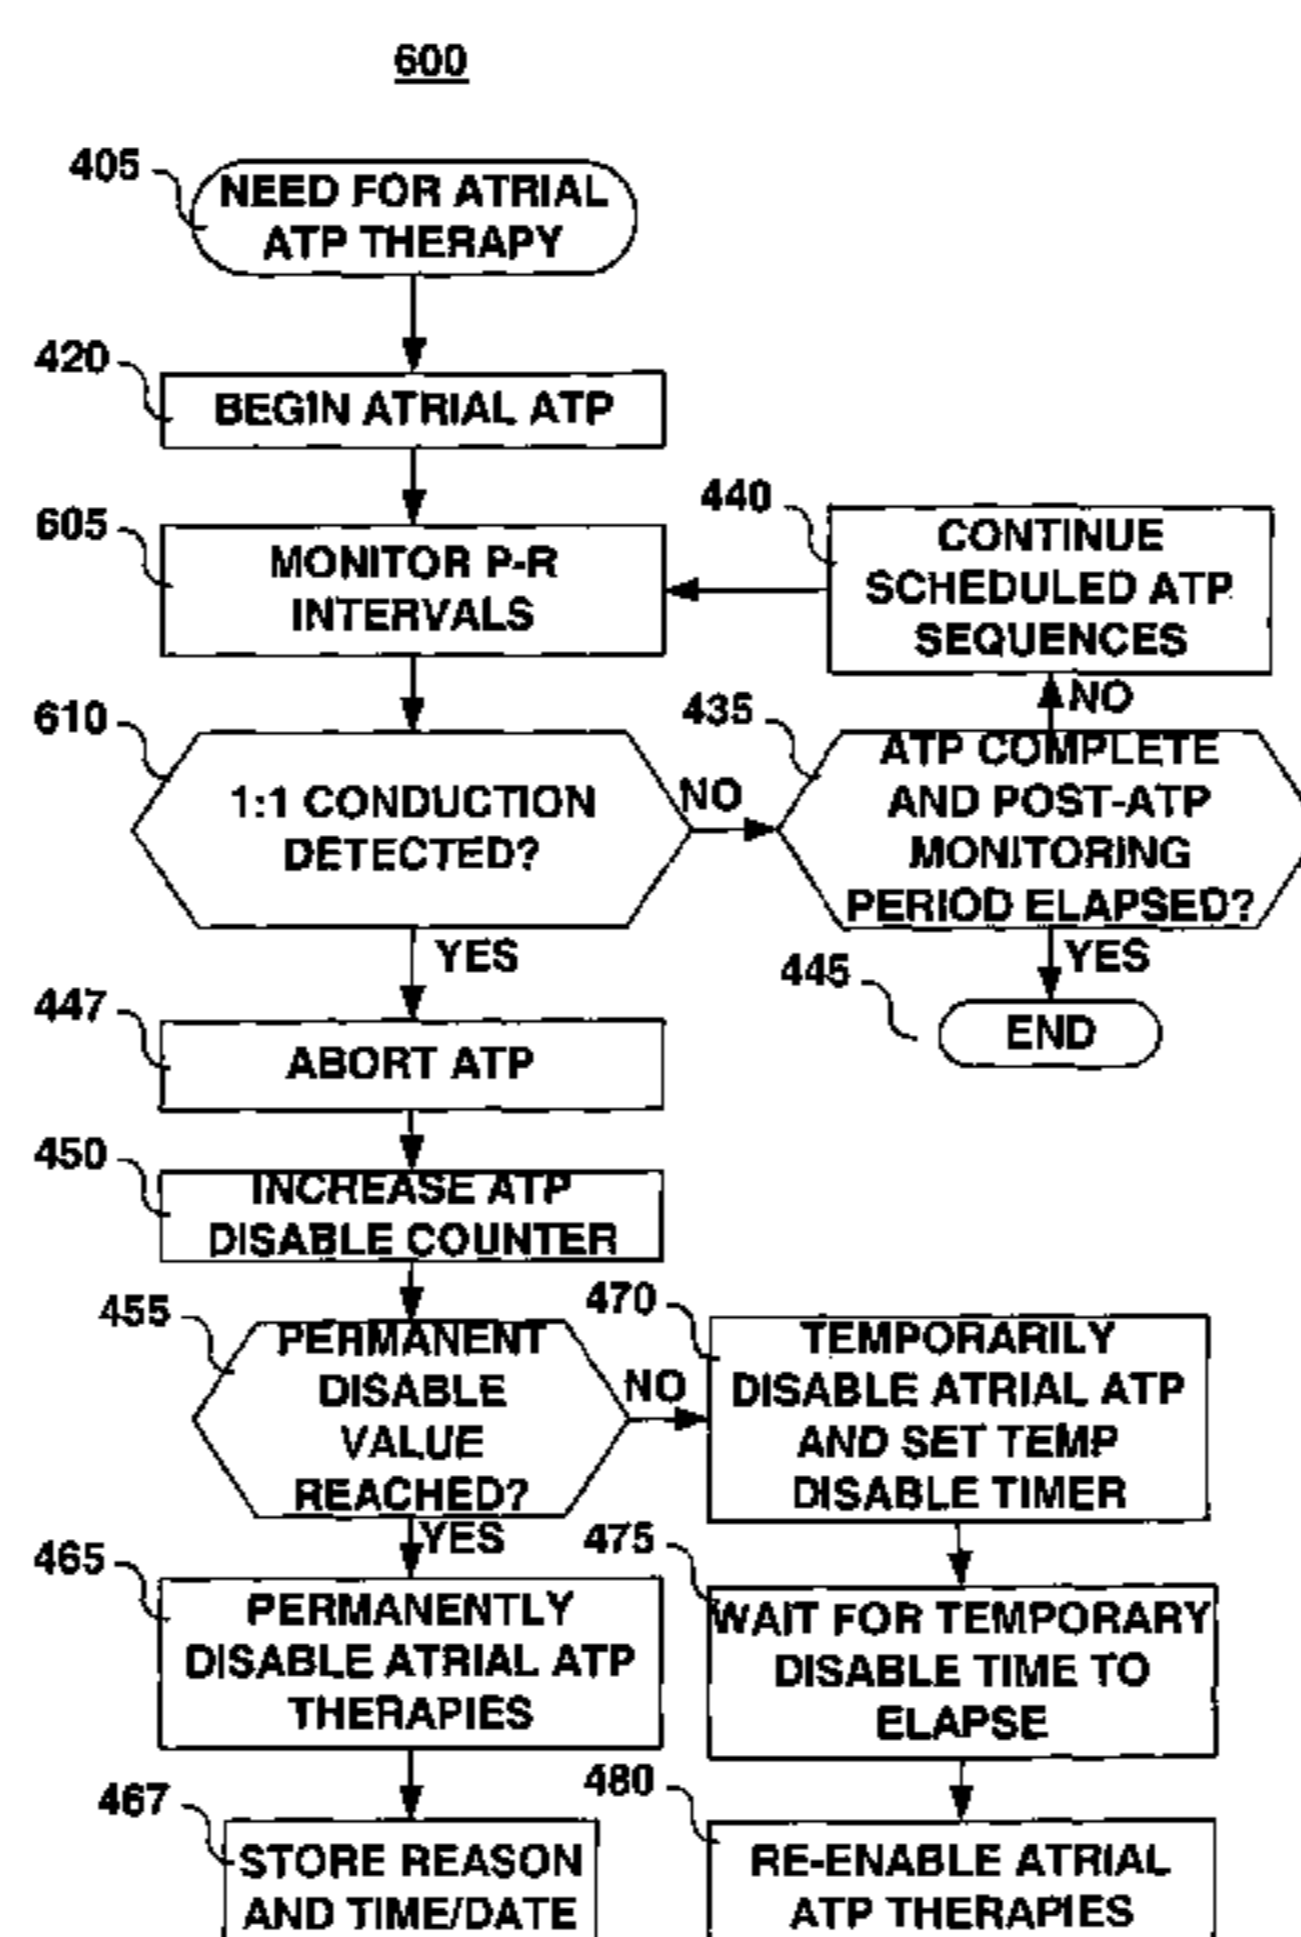 600
405
NEED FOR ATRIAL
ATP THERAPY
420
BEGIN ATRIAL ATP
605
MONITOR P-R
INTERVALS
440
CONTINUE
SCHEDULED ATP
SEQUENCES
610
1:1 CONDUCTION
DETECTED?
NO
435
ATP COMPLETE
AND POST-ATP
MONITORING
PERIOD ELAPSED?
NO
YES
445
END
YES
447
ABORT ATP
450
INCREASE ATP
DISABLE COUNTER
455
PERMANENT
DISABLE
VALUE
REACHED?
NO
470
TEMPORARILY
DISABLE ATRIAL ATP
AND SET TEMP
DISABLE TIMER
YES
465
PERMANENTLY
DISABLE ATRIAL ATP
THERAPIES
475
WAIT FOR TEMPORARY
DISABLE TIME TO
ELAPSE
467
STORE REASON
AND TIME/DATE
480
RE-ENABLE ATRIAL
ATP THERAPIES